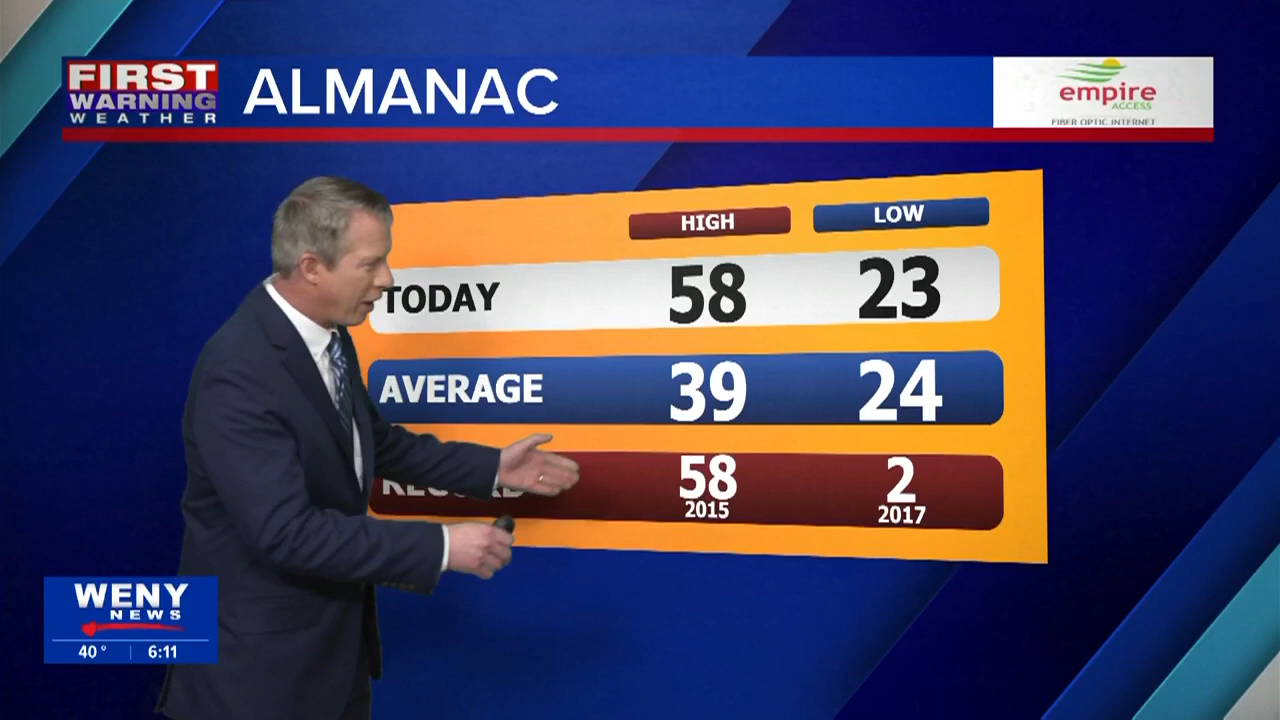 FIRST
WARNING
WEATHER
ALMANAC
empire
ACCESS
FIBER OPTIC INTERNET
HIGH LOW
TODAY 58 23
AVERAGE 39 24
RECORD 58 2
2015 2017
WENY
NEWS
40° 6:11